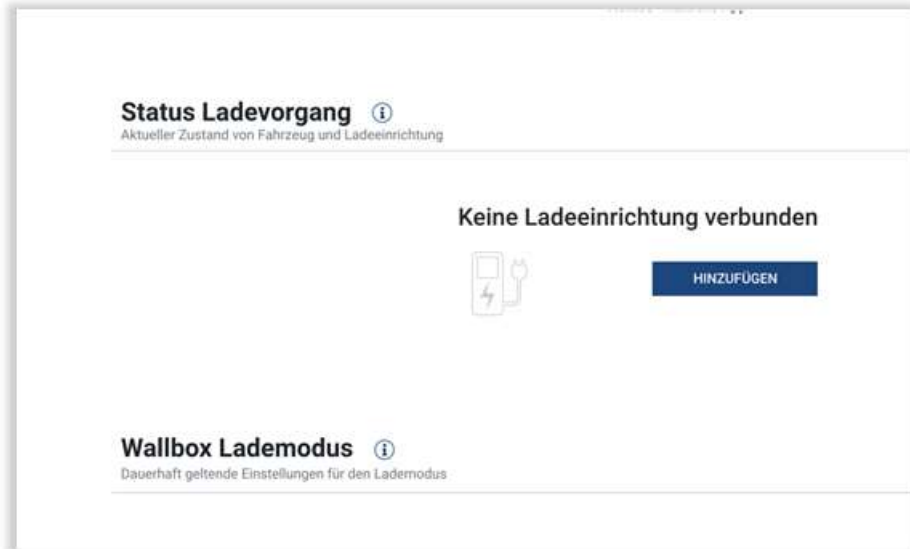 Status Ladevorgang
Aktueller Zustand von Fahrzeug und Ladeeinrichtung
Keine Ladeeinrichtung verbunden
HINZUFÜGEN
Wallbox Lademodus
Dauerhaft geltende Einstellungen für den Lademodus